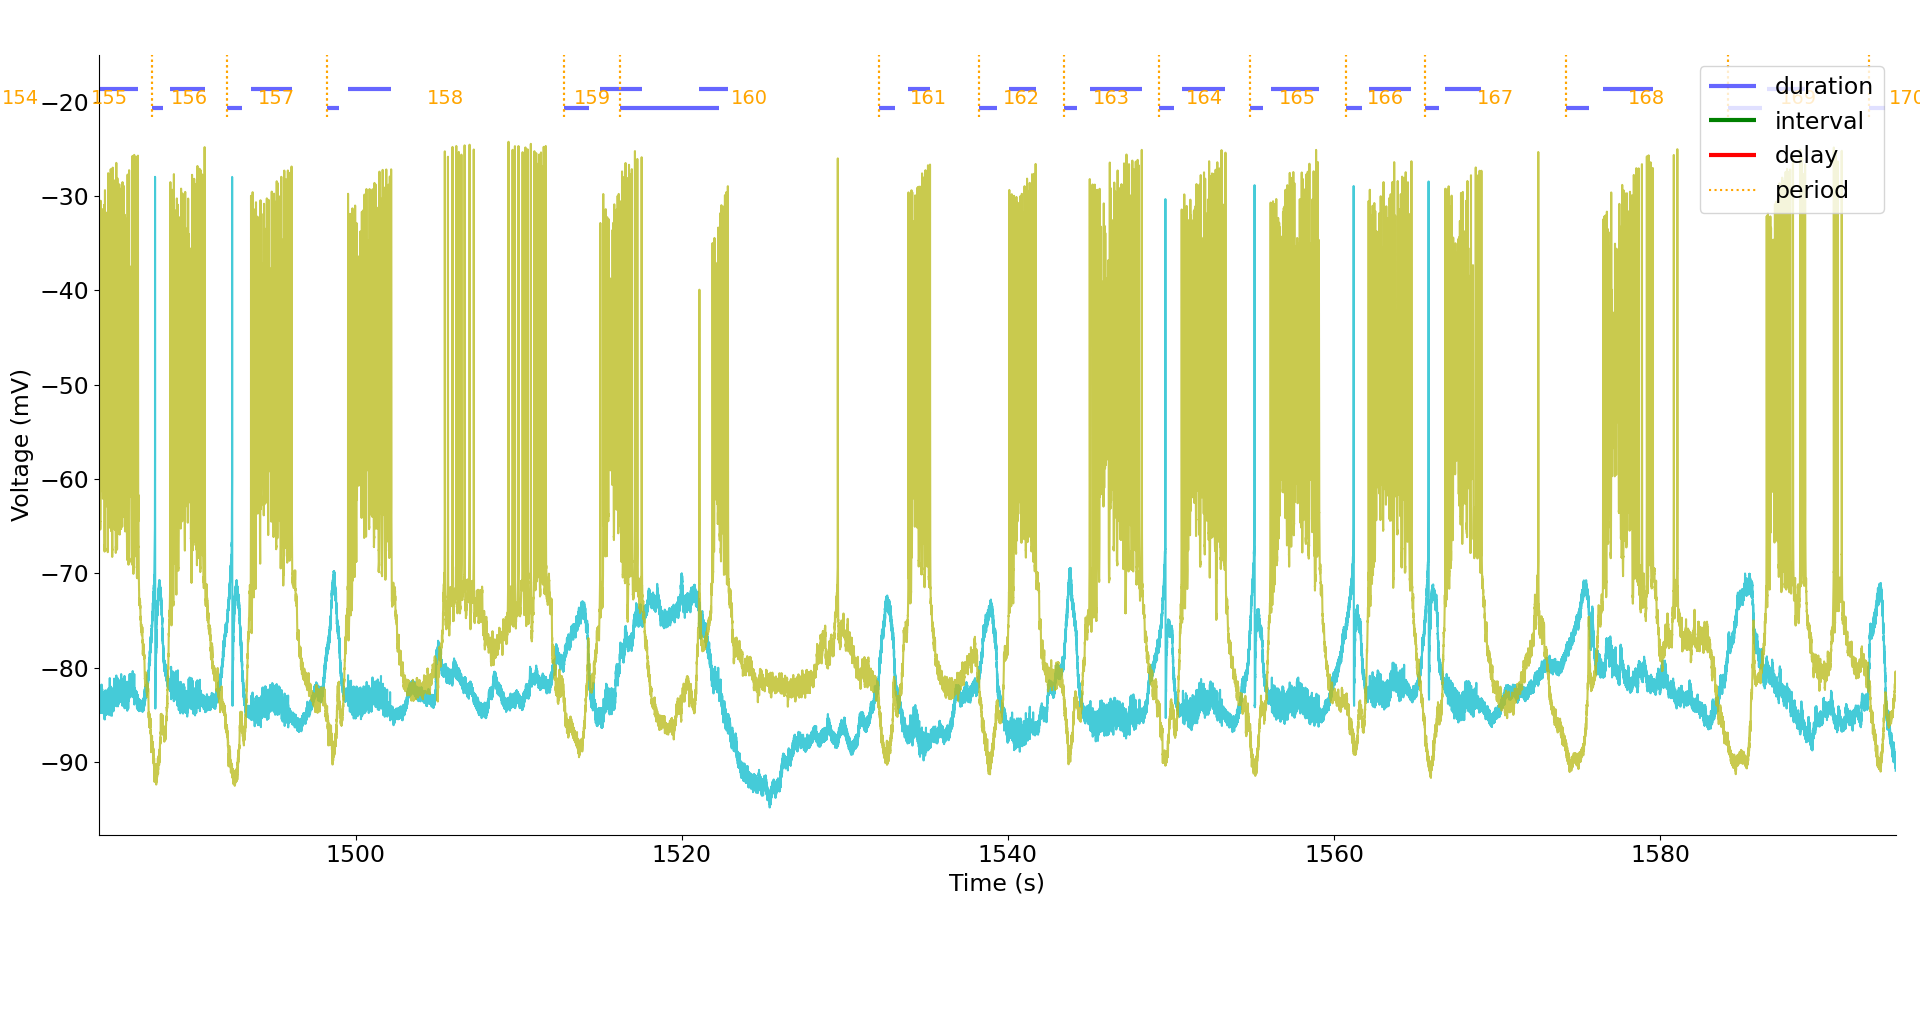 154 155 156 157 158 159 160 161 162 163 164 165 166 167 168 169 170
duration
interval
delay
period
−20
−30
−40
−50
−60
−70
−80
−90
Voltage (mV)
1500 1520 1540 1560 1580
Time (s)